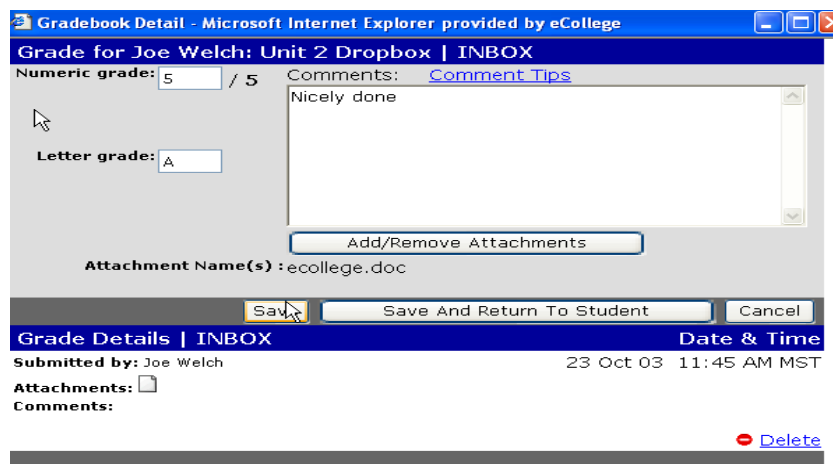 Gradebook Detail - Microsoft Internet Explorer provided by eCollege
Grade for Joe Welch: Unit 2 Dropbox | INBOX
Numeric grade: 5 / 5 Comments: Comment Tips
Nicely done
Letter grade: A
Add/Remove Attachments
Attachment Name(s) : ecollege.doc
Save Save And Return To Student Cancel
Grade Details | INBOX Date & Time
Submitted by: Joe Welch 23 Oct 03 11:45 AM MST
Attachments:
Comments:
Delete